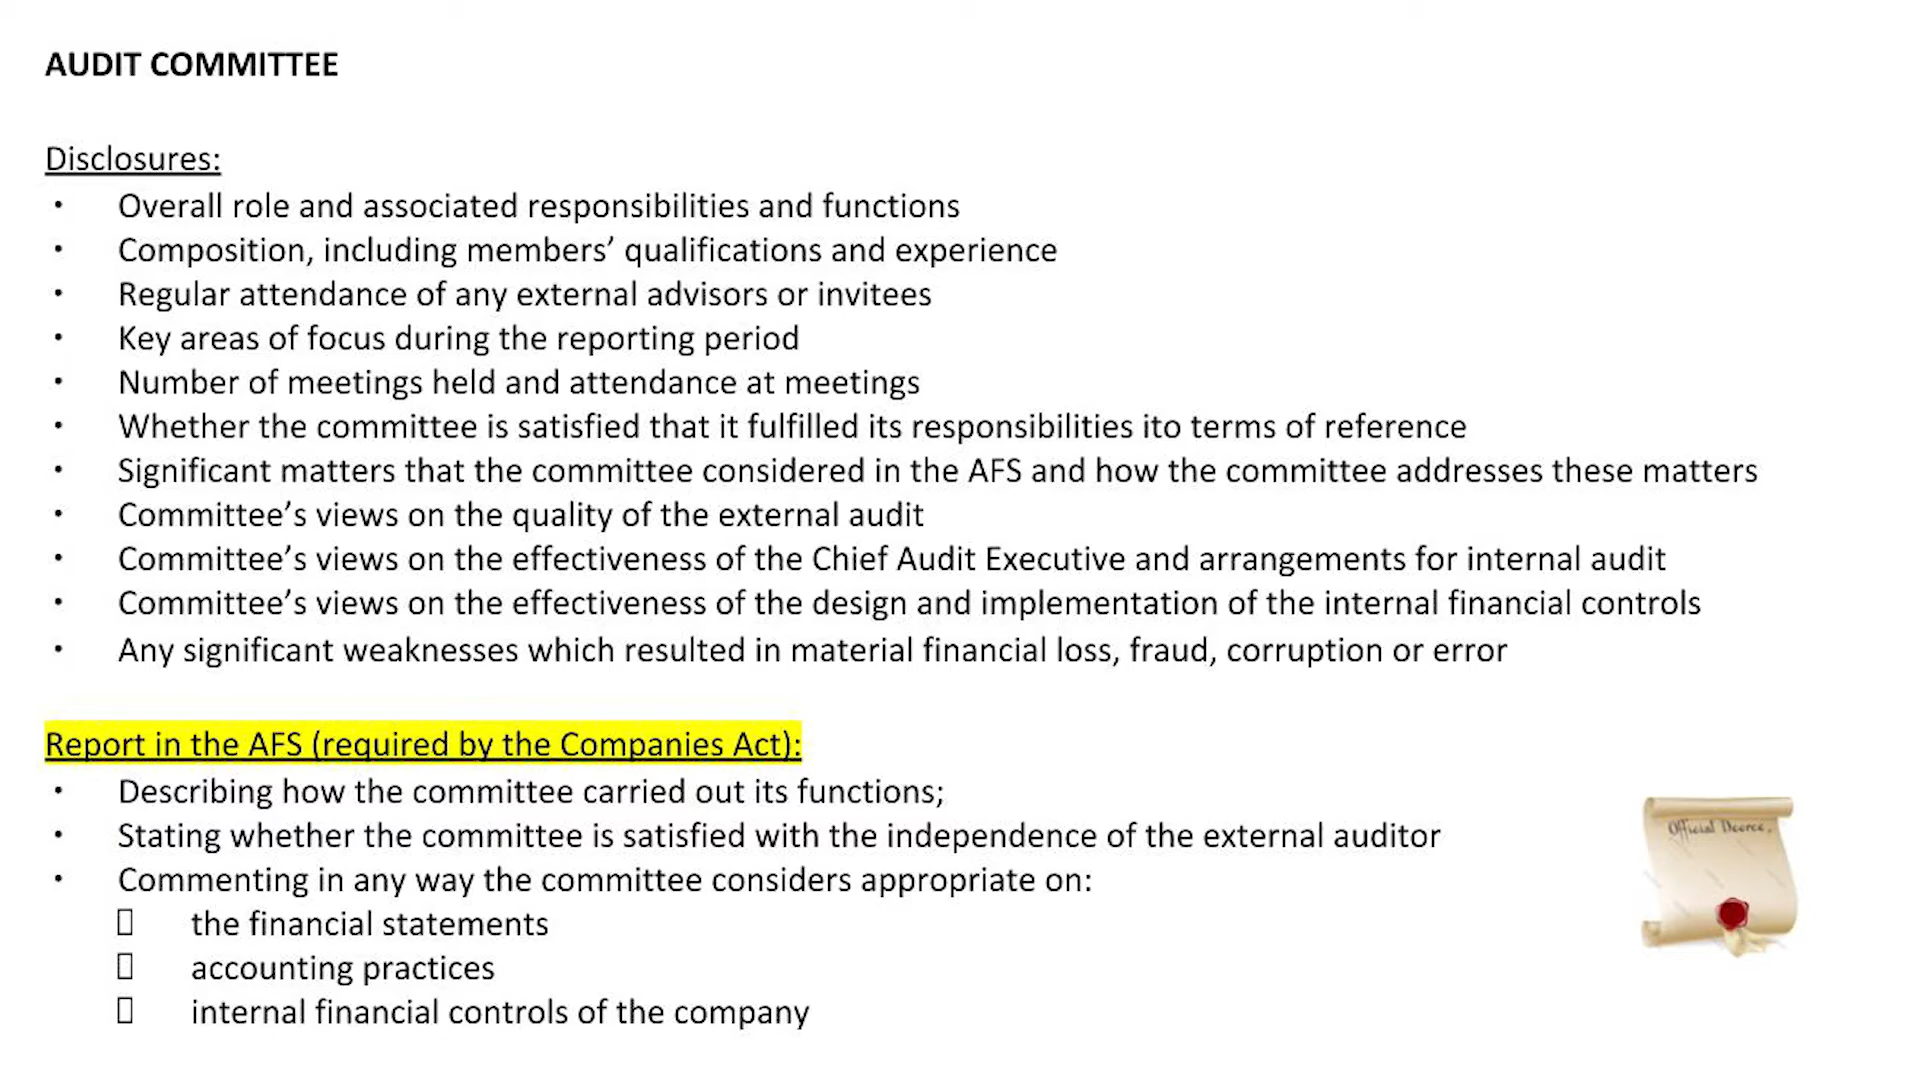 AUDIT COMMITTEE
Disclosures:
• Overall role and associated responsibilities and functions
• Composition, including members’ qualifications and experience
• Regular attendance of any external advisors or invitees
• Key areas of focus during the reporting period
• Number of meetings held and attendance at meetings
• Whether the committee is satisfied that it fulfilled its responsibilities ito terms of reference
• Significant matters that the committee considered in the AFS and how the committee addresses these matters
• Committee’s views on the quality of the external audit
• Committee’s views on the effectiveness of the Chief Audit Executive and arrangements for internal audit
• Committee’s views on the effectiveness of the design and implementation of the internal financial controls
• Any significant weaknesses which resulted in material financial loss, fraud, corruption or error
Report in the AFS (required by the Companies Act):
• Describing how the committee carried out its functions;
• Stating whether the committee is satisfied with the independence of the external auditor
• Commenting in any way the committee considers appropriate on:
the financial statements
accounting practices
internal financial controls of the company
Official Decree,